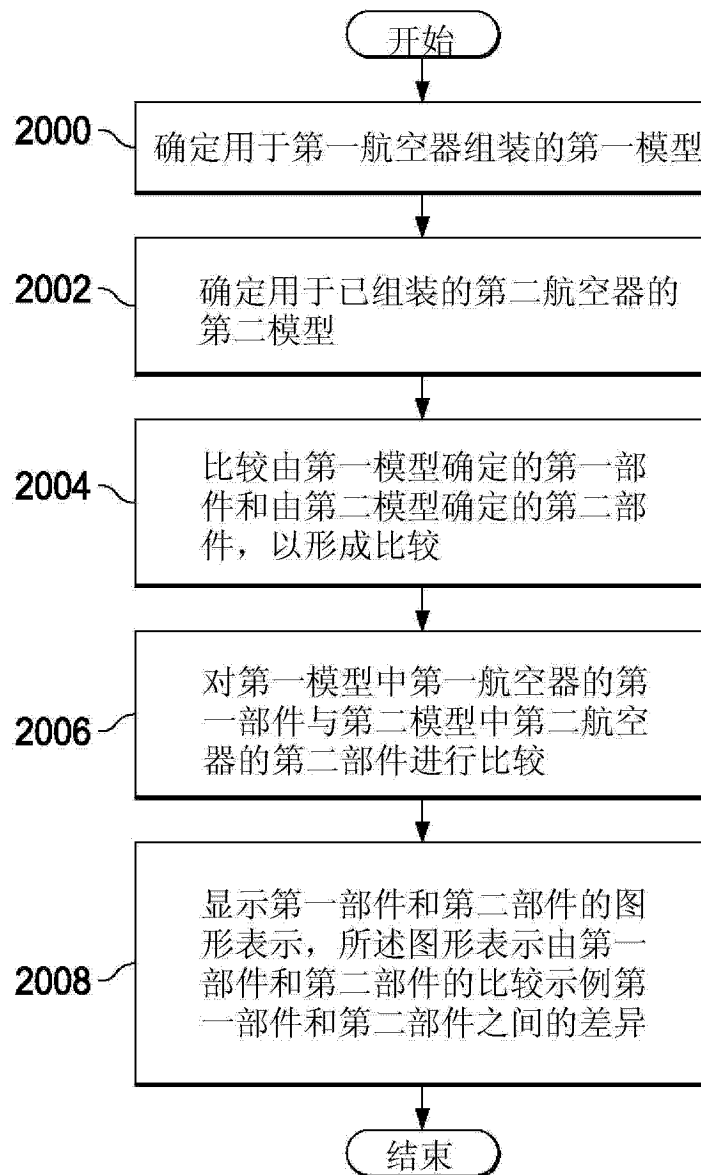 开始
2000
确定用于第一航空器组装的第一模型
2002
确定用于已组装的第二航空器的
第二模型
2004
比较由第一模型确定的第一部
件和由第二模型确定的第二部
件，以形成比较
2006
对第一模型中第一航空器的第
一部件与第二模型中第二航空
器的第二部件进行比较
2008
显示第一部件和第二部件的图
形表示，所述图形表示由第一
部件和第二部件的比较示例第
一部件和第二部件之间的差异
结束